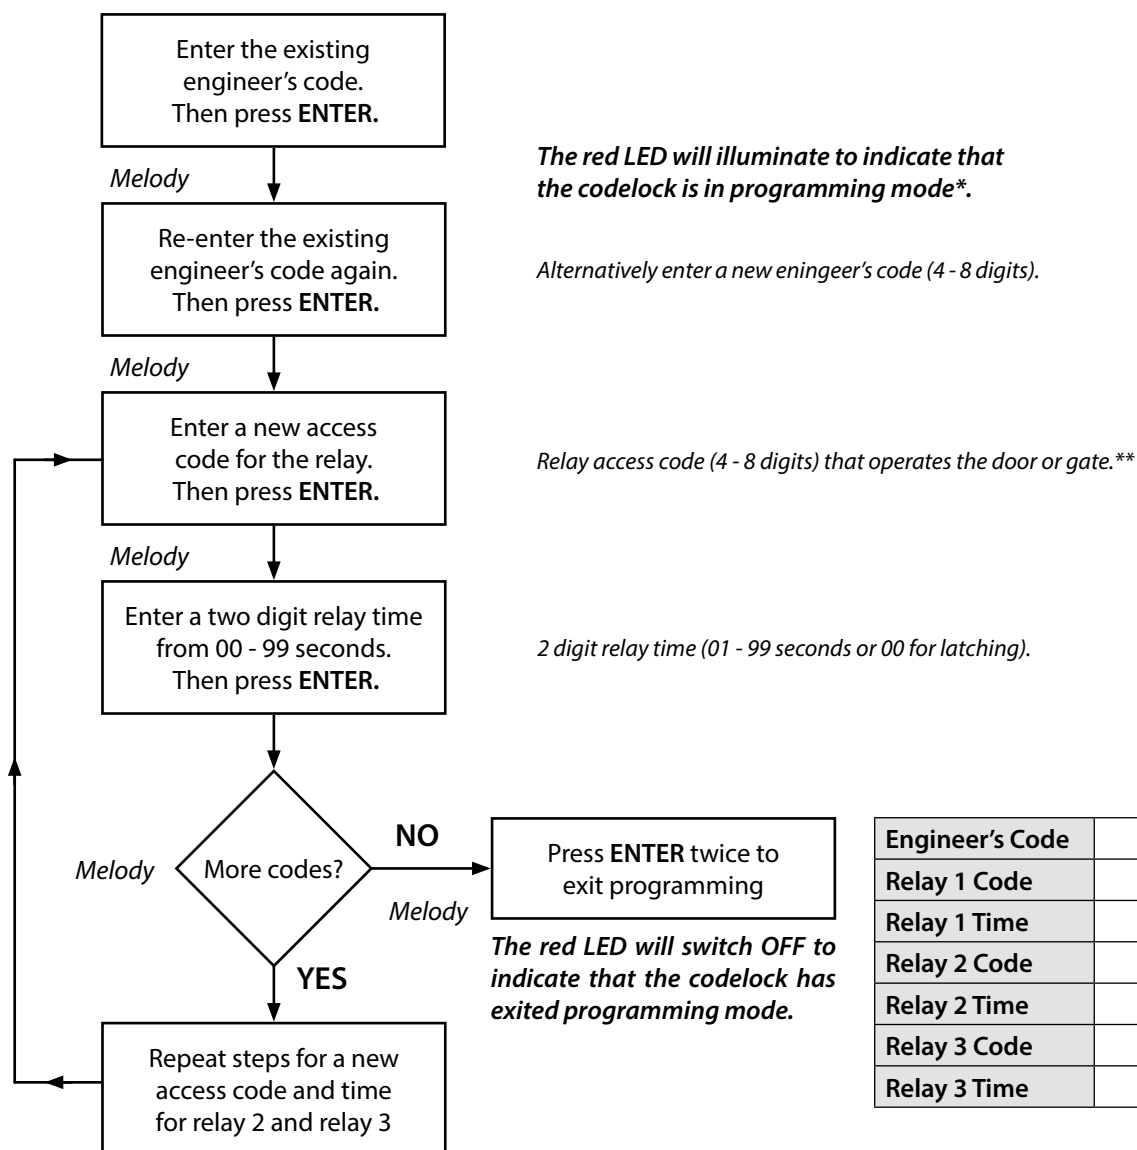 Enter the existing
engineer's code.
Then press ENTER.
Melody
The red LED will illuminate to indicate that
the codelock is in programming mode*.
Re-enter the existing
engineer's code again.
Then press ENTER.
Alternatively enter a new eningeer's code (4 - 8 digits).
Melody
Enter a new access
code for the relay.
Then press ENTER.
Relay access code (4 - 8 digits) that operates the door or gate.**
Melody
Enter a two digit relay time
from 00 - 99 seconds.
Then press ENTER.
2 digit relay time (01 - 99 seconds or 00 for latching).
Melody
More codes?
NO
Melody
Press ENTER twice to
exit programming
The red LED will switch OFF to
indicate that the codelock has
exited programming mode.
YES
Repeat steps for a new
access code and time
for relay 2 and relay 3
Engineer's Code
Relay 1 Code
Relay 1 Time
Relay 2 Code
Relay 2 Time
Relay 3 Code
Relay 3 Time